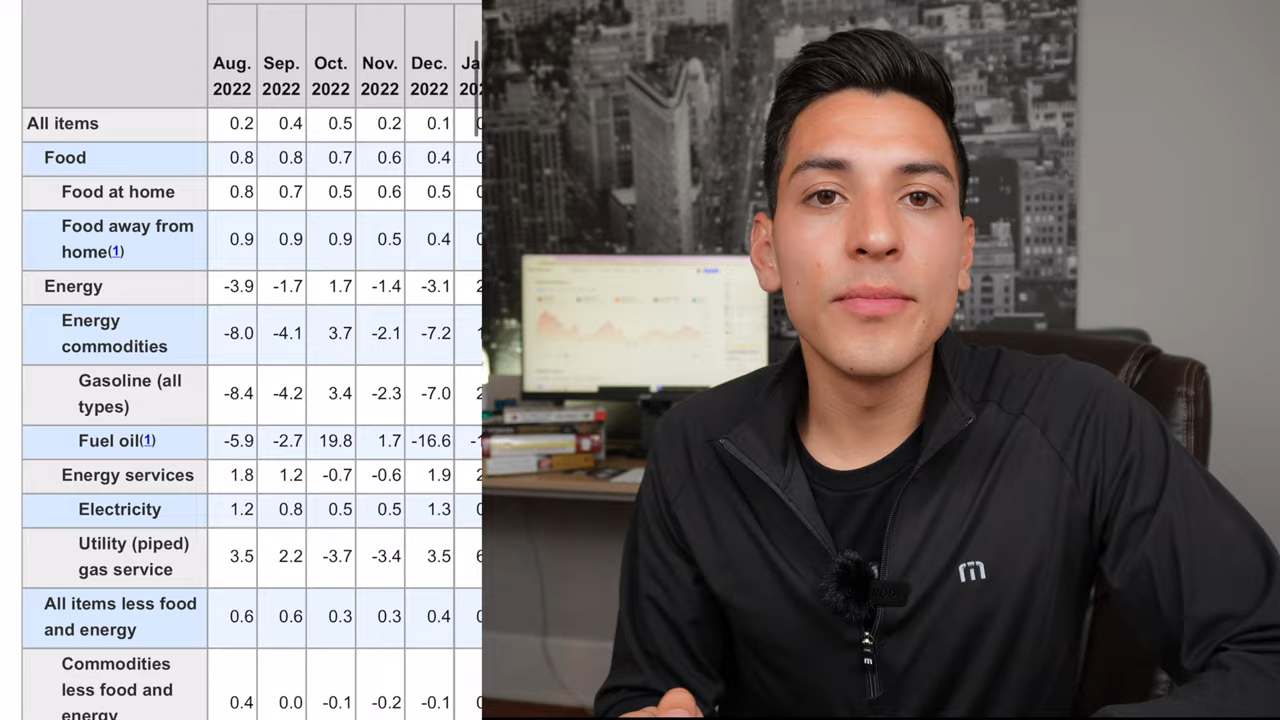 Aug. Sep. Oct. Nov. Dec.
2022 2022 2022 2022 2022
All items 0.2 0.4 0.5 0.2 0.1
Food 0.8 0.8 0.7 0.6 0.4
Food at home 0.8 0.7 0.5 0.6 0.5
Food away from
home(1) 0.9 0.9 0.9 0.5 0.4
Energy -3.9 -1.7 1.7 -1.4 -3.1
Energy
commodities -8.0 -4.1 3.7 -2.1 -7.2
Gasoline (all
types) -8.4 -4.2 3.4 -2.3 -7.0
Fuel oil(1) -5.9 -2.7 19.8 1.7 -16.6
Energy services 1.8 1.2 -0.7 -0.6 1.9
Electricity 1.2 0.8 0.5 0.5 1.3
Utility (piped)
gas service 3.5 2.2 -3.7 -3.4 3.5
All items less food
and energy 0.6 0.6 0.3 0.3 0.4
Commodities
less food and
energy 0.4 0.0 -0.1 -0.2 -0.1